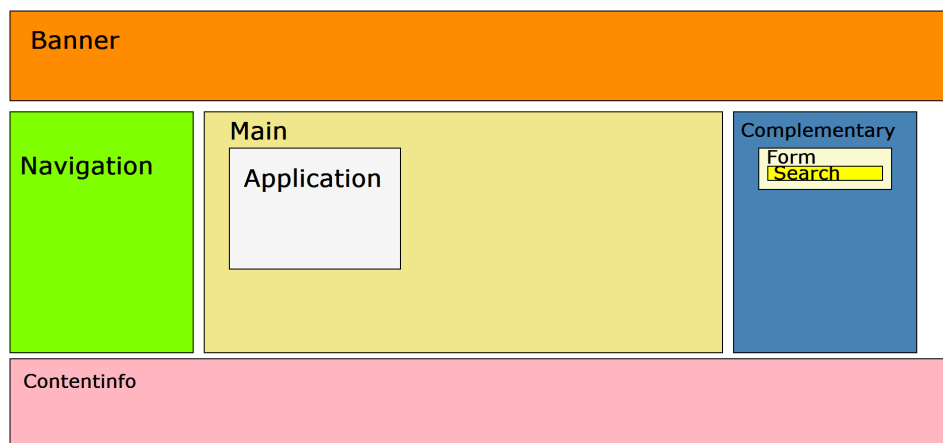 Banner
Navigation
Main
Application
Complementary
Form
Search
Contentinfo